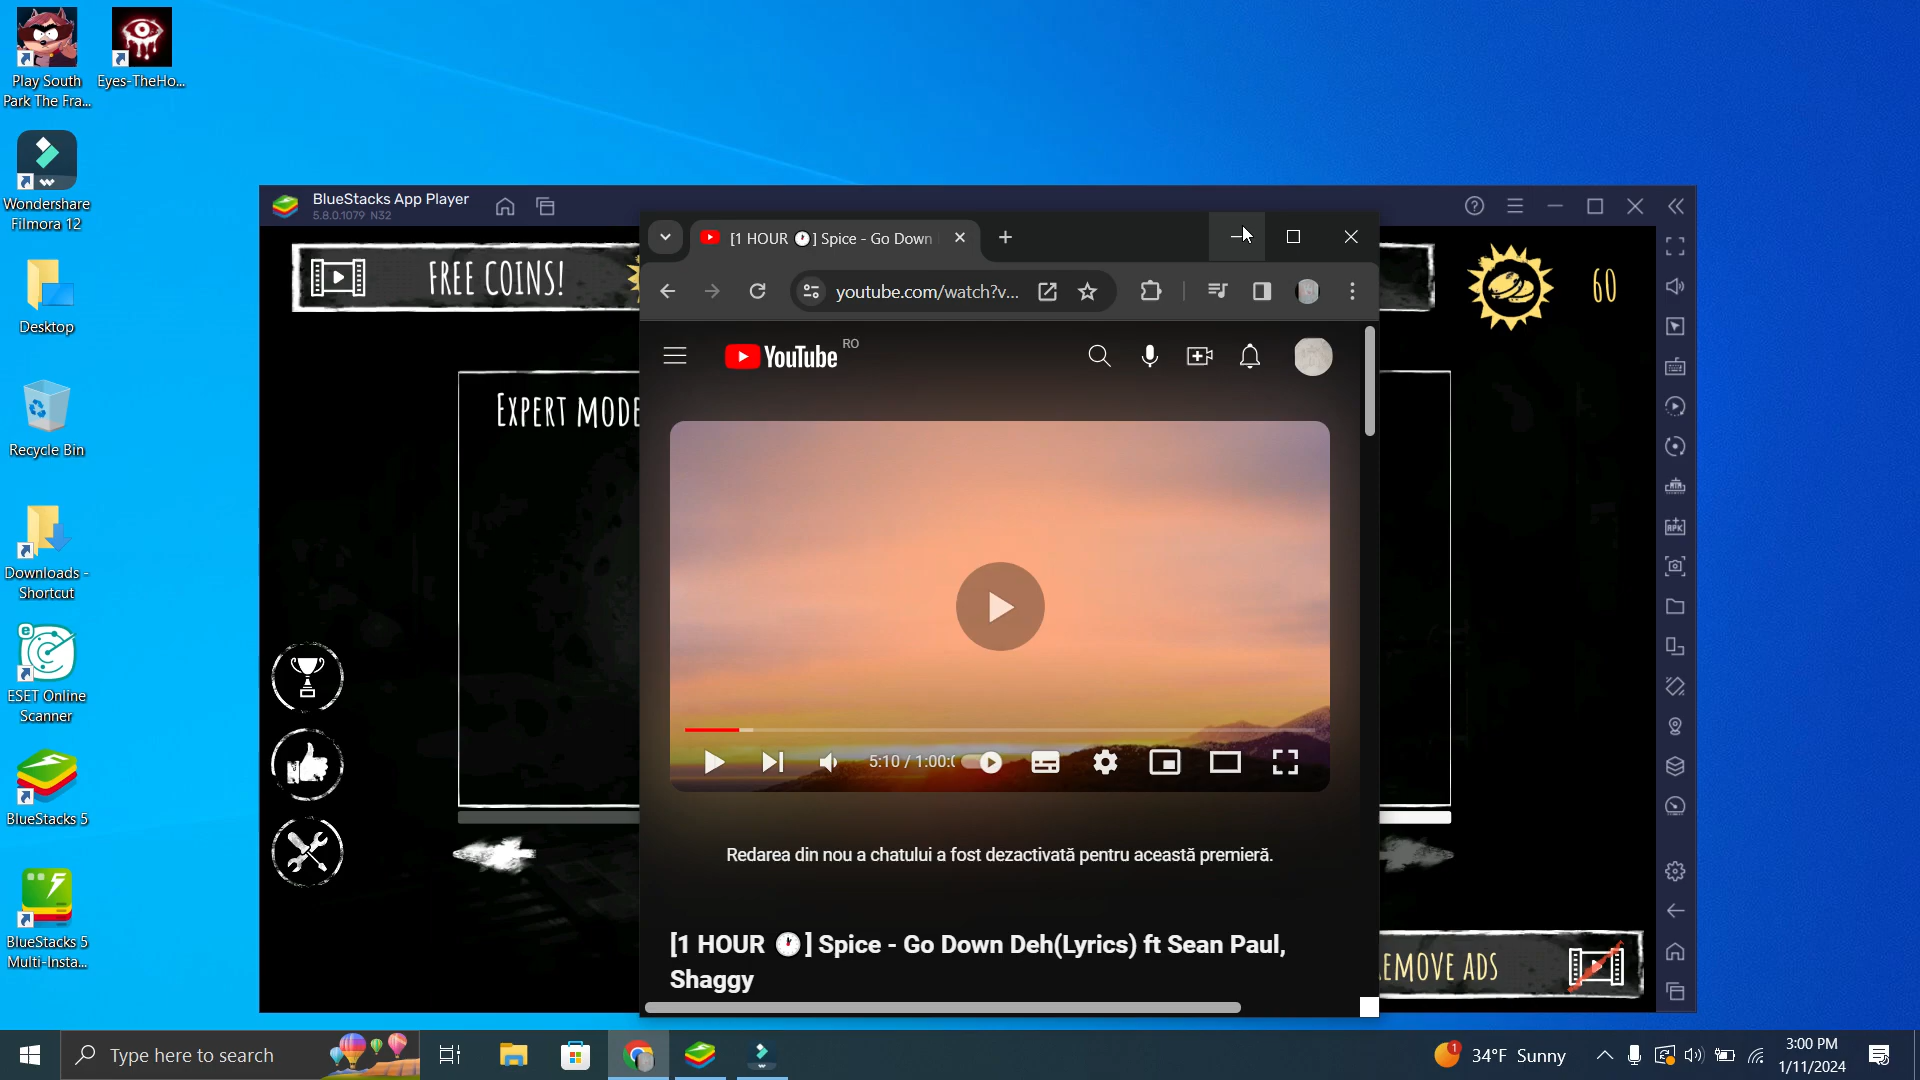 Play South
Park The Fra...
Eyes-TheHo...
Wondershare
Filmora 12
Desktop
Recycle Bin
Downloads -
Shortcut
ESET Online
Scanner
BlueStacks 5
BlueStacks 5
Multi-Insta...
BlueStacks App Player
5.8.0.1079 N32
FREE COINS!
60
EXPERT MODE
REMOVE ADS
[1 HOUR 🕐] Spice - Go Down
youtube.com/watch?v...
YouTube RO
5:10 / 1:00:0
Redarea din nou a chatului a fost dezactivată pentru această premieră.
[1 HOUR 🕐] Spice - Go Down Deh(Lyrics) ft Sean Paul,
Shaggy
Type here to search
1
34°F Sunny
3:00 PM
1/11/2024